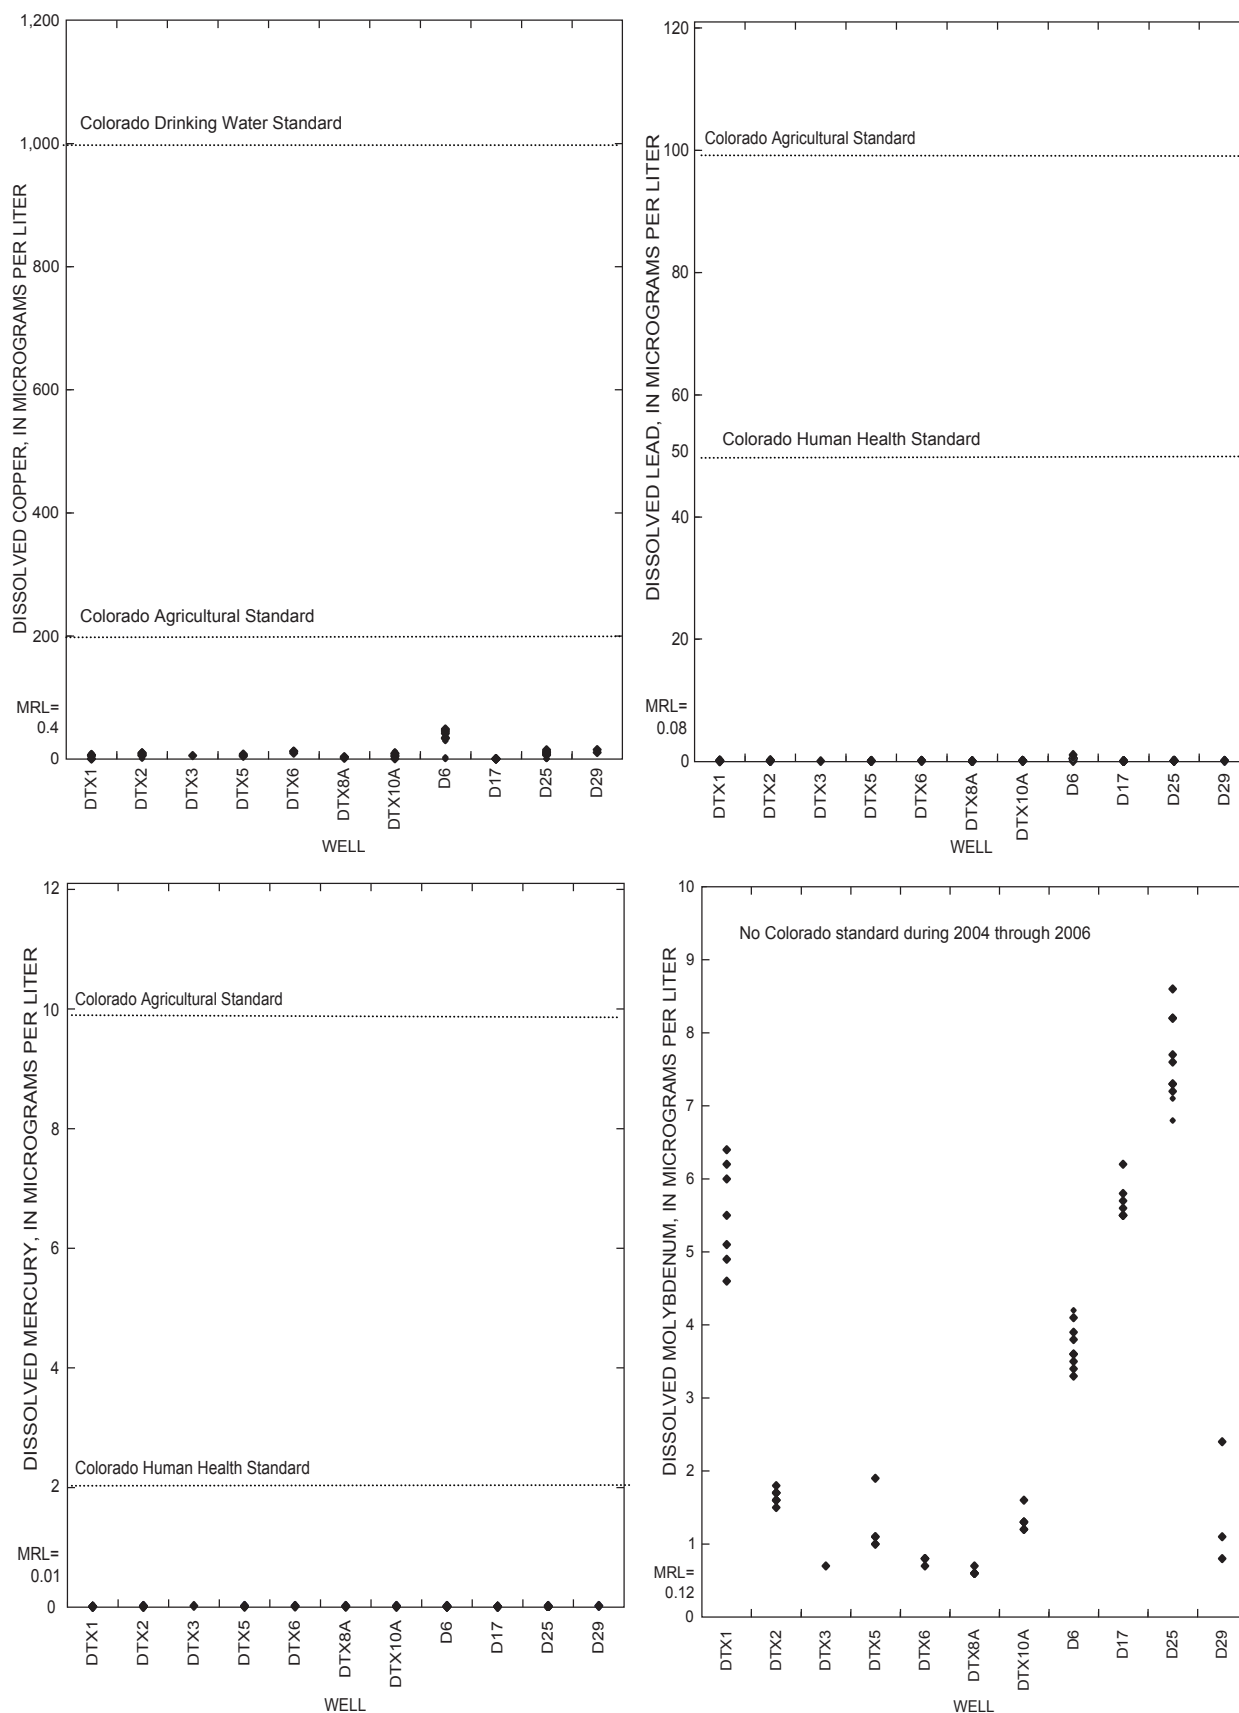 1,200
1,000
800
600
400
200
0
DISSOLVED COPPER, IN MICROGRAMS PER LITER
Colorado Drinking Water Standard
Colorado Agricultural Standard
MRL=
0.4
DTX1
DTX2
DTX3
DTX5
DTX6
DTX8A
DTX10A
D6
D17
D25
D29
WELL
120
100
80
60
50
40
20
0
DISSOLVED LEAD, IN MICROGRAMS PER LITER
Colorado Agricultural Standard
Colorado Human Health Standard
MRL=
0.08
DTX1
DTX2
DTX3
DTX5
DTX6
DTX8A
DTX10A
D6
D17
D25
D29
WELL
12
10
8
6
4
2
0
DISSOLVED MERCURY, IN MICROGRAMS PER LITER
Colorado Agricultural Standard
Colorado Human Health Standard
MRL=
0.01
DTX1
DTX2
DTX3
DTX5
DTX6
DTX8A
DTX10A
D6
D17
D25
D29
WELL
10
9
8
7
6
5
4
3
2
1
0
DISSOLVED MOLYBDENUM, IN MICROGRAMS PER LITER
No Colorado standard during 2004 through 2006
MRL=
0.12
DTX1
DTX2
DTX3
DTX5
DTX6
DTX8A
DTX10A
D6
D17
D25
D29
WELL